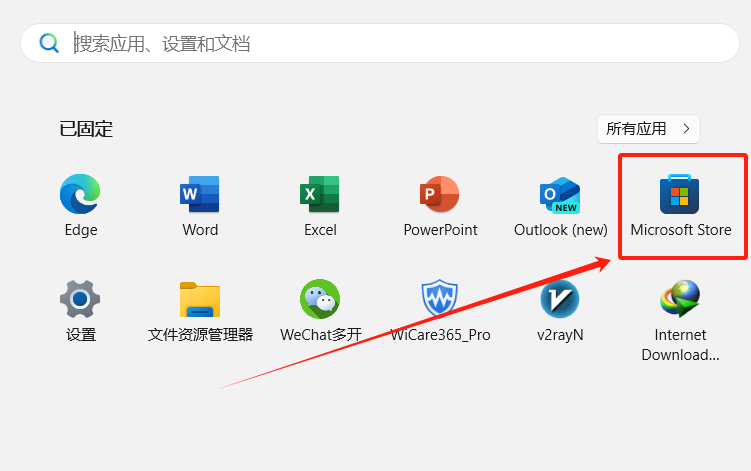 搜索应用、设置和文档
已固定
所有应用
Edge
Word
Excel
PowerPoint
Outlook (new)
Microsoft Store
设置
文件资源管理器
WeChat多开
WiCare365_Pro
v2rayN
Internet
Download...
W
X
P
O
NEW
V